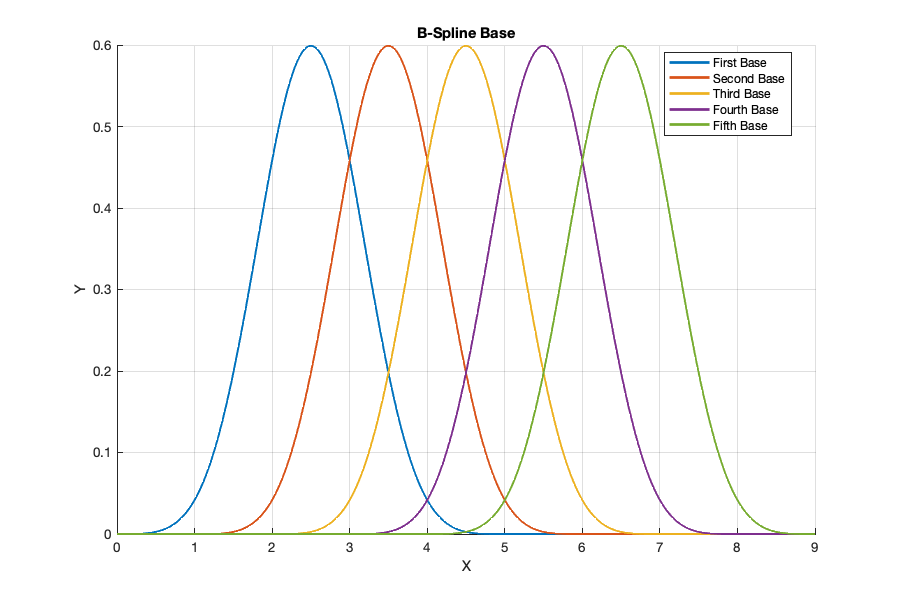 B-Spline Base
First Base
Second Base
Third Base
Fourth Base
Fifth Base
0.6
0.5
0.4
0.3
0.2
0.1
0
Y
0 1 2 3 4 5 6 7 8 9
X